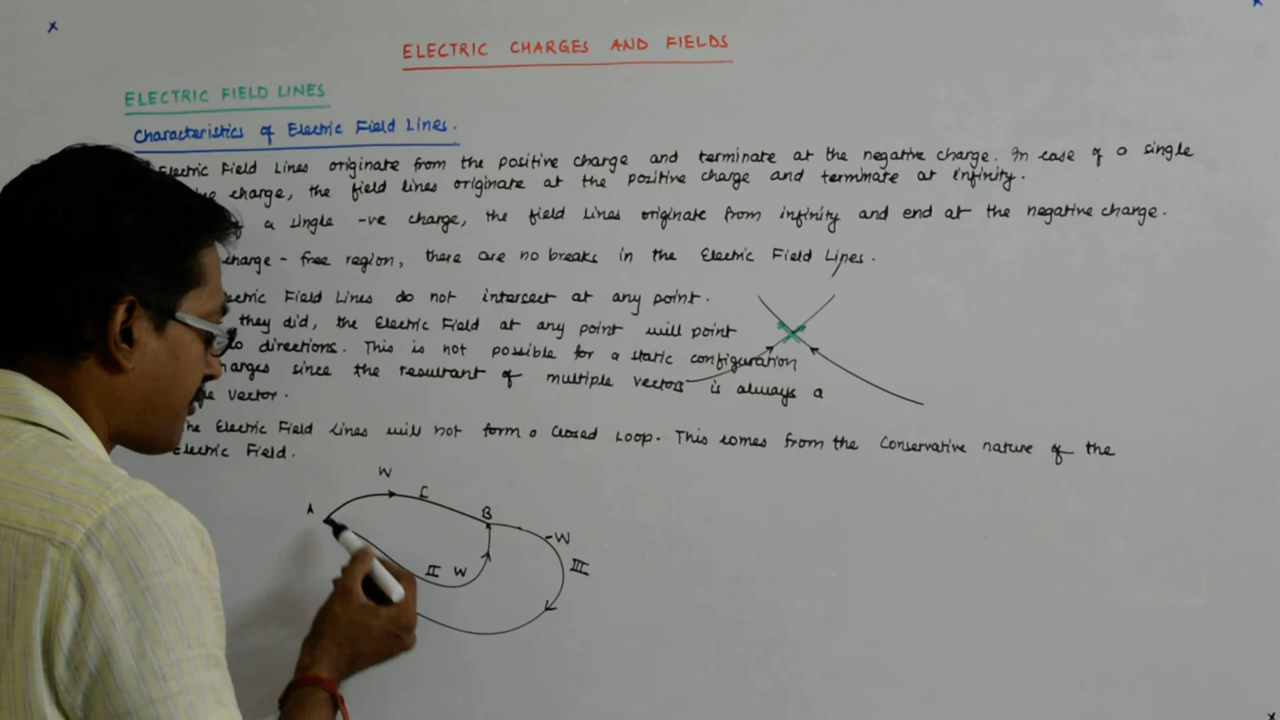 ELECTRIC CHARGES AND FIELDS
ELECTRIC FIELD LINES
Characteristics of Electric Field Lines.
Electric Field Lines originate from the positive charge and terminate at the negative charge. In case of a single
charge, the field lines originate at the positive charge and terminate at infinity.
a single -ve charge, the field lines originate from infinity and end at the negative charge.
charge - free region, there are no breaks in the Electric Field Lines.
Field Lines do not intersect at any point.
they did, the Electric Field at any point will point
directions. This is not possible for a static configuration
since the resultant of multiple vectors is always a
vector.
The Electric Field Lines will not form a closed loop. This comes from the Conservative nature of the
Electric Field.
W
A
B
-W
II W
III